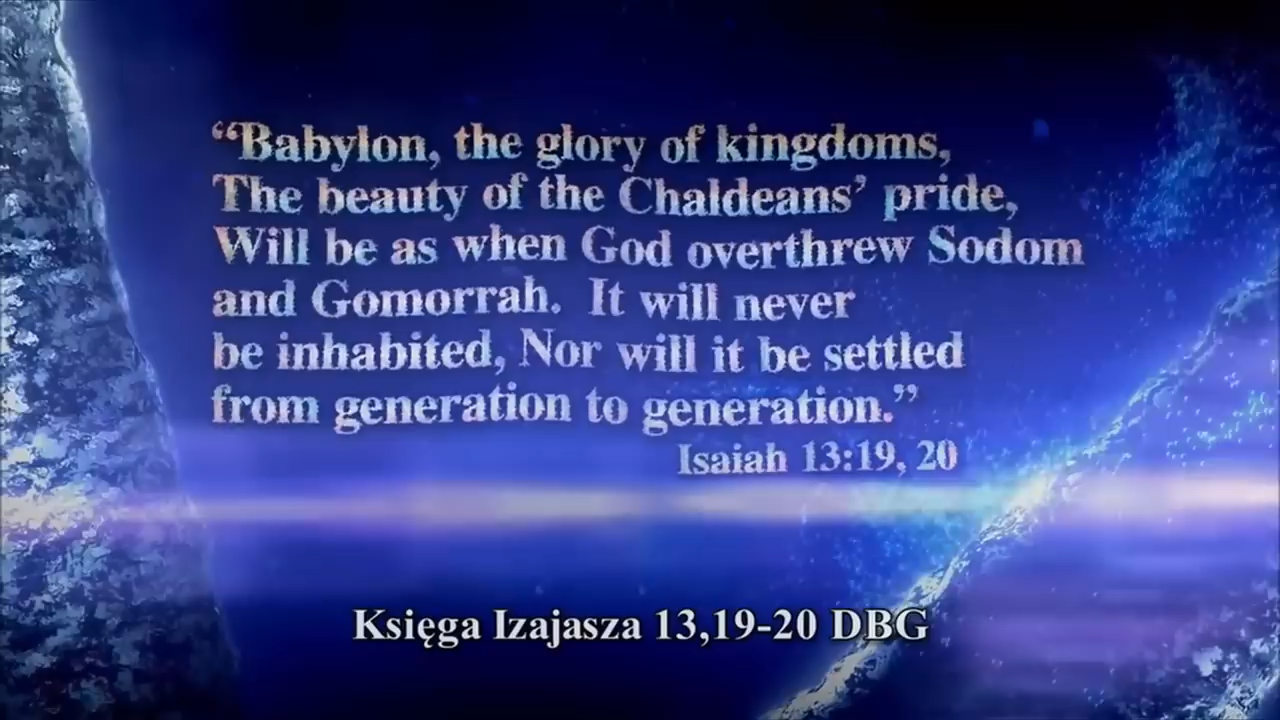 “Babylon, the glory of kingdoms,
The beauty of the Chaldeans’ pride,
Will be as when God overthrew Sodom
and Gomorrah. It will never
be inhabited, Nor will it be settled
from generation to generation.”
Isaiah 13:19, 20
Księga Izajasza 13,19-20 DBG